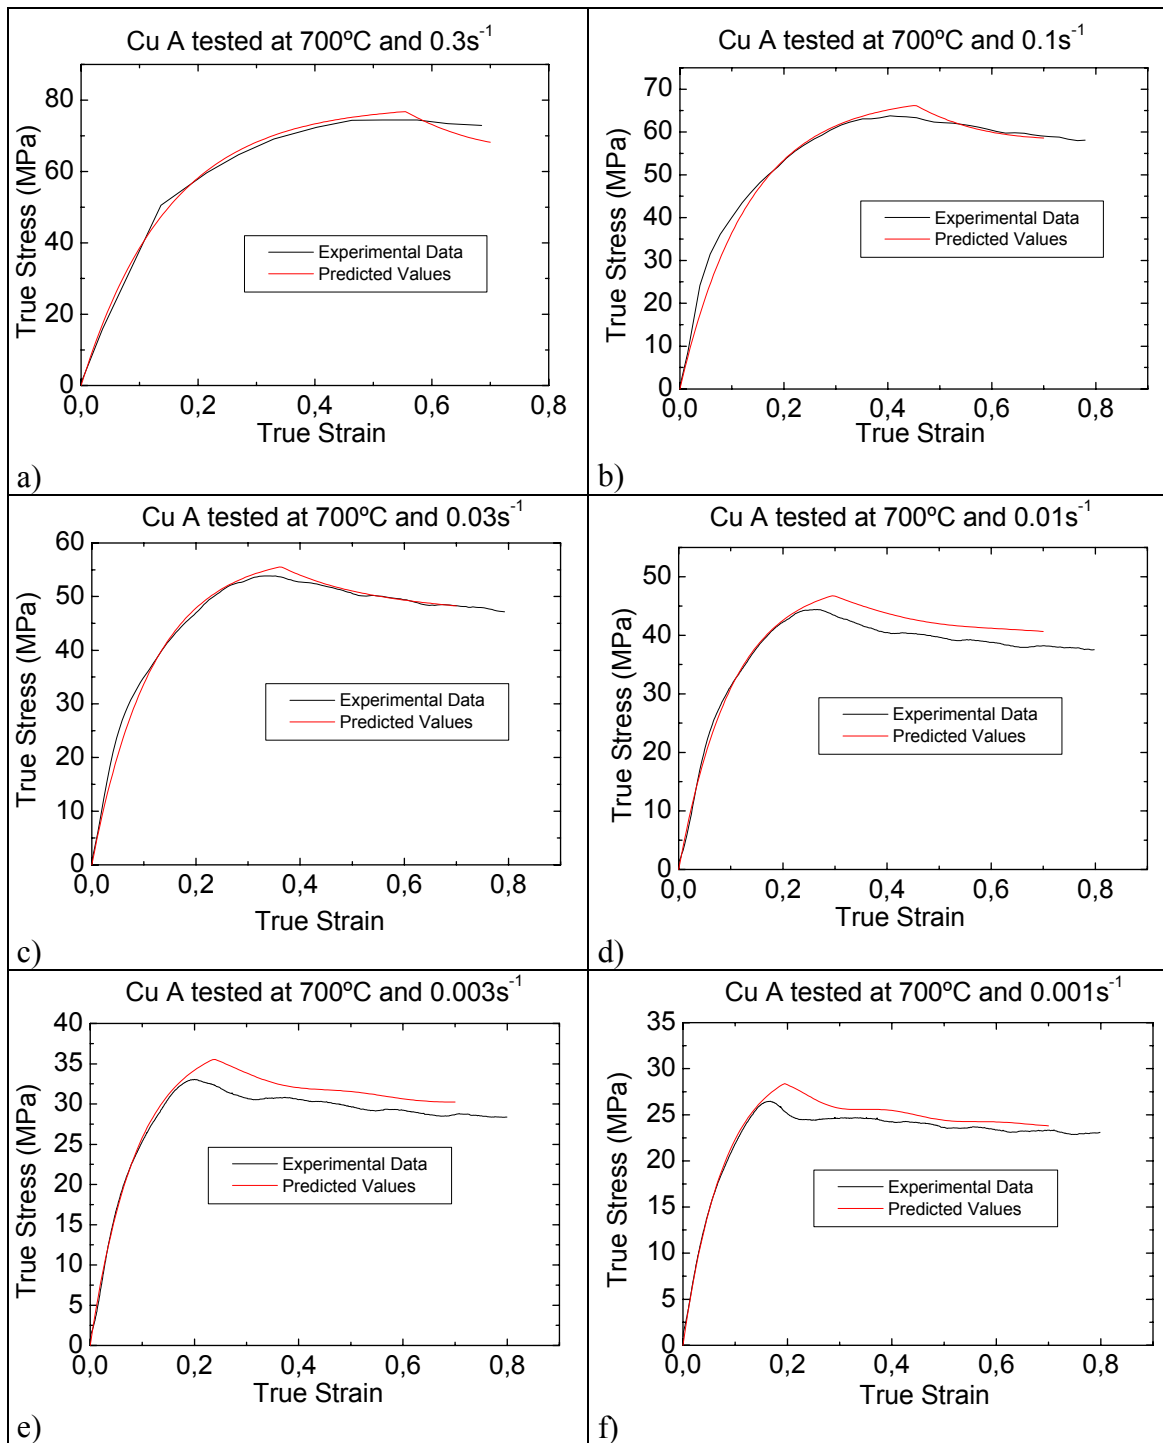 Cu A tested at 700ºC and 0.3s⁻¹
True Stress (MPa)
80
60
40
20
0
Experimental Data
Predicted Values
0,0 0,2 0,4 0,6 0,8
True Strain
a)
Cu A tested at 700ºC and 0.1s⁻¹
True Stress (MPa)
70
60
50
40
30
20
10
0
Experimental Data
Predicted Values
0,0 0,2 0,4 0,6 0,8
True Strain
b)
Cu A tested at 700ºC and 0.03s⁻¹
True Stress (MPa)
60
50
40
30
20
10
0
Experimental Data
Predicted Values
0,0 0,2 0,4 0,6 0,8
True Strain
c)
Cu A tested at 700ºC and 0.01s⁻¹
True Stress (MPa)
50
40
30
20
10
0
Experimental Data
Predicted Values
0,0 0,2 0,4 0,6 0,8
True Strain
d)
Cu A tested at 700ºC and 0.003s⁻¹
True Stress (MPa)
40
35
30
25
20
15
10
5
0
Experimental Data
Predicted Values
0,0 0,2 0,4 0,6 0,8
True Strain
e)
Cu A tested at 700ºC and 0.001s⁻¹
True Stress (MPa)
35
30
25
20
15
10
5
0
Experimental Data
Predicted Values
0,0 0,2 0,4 0,6 0,8
True Strain
f)